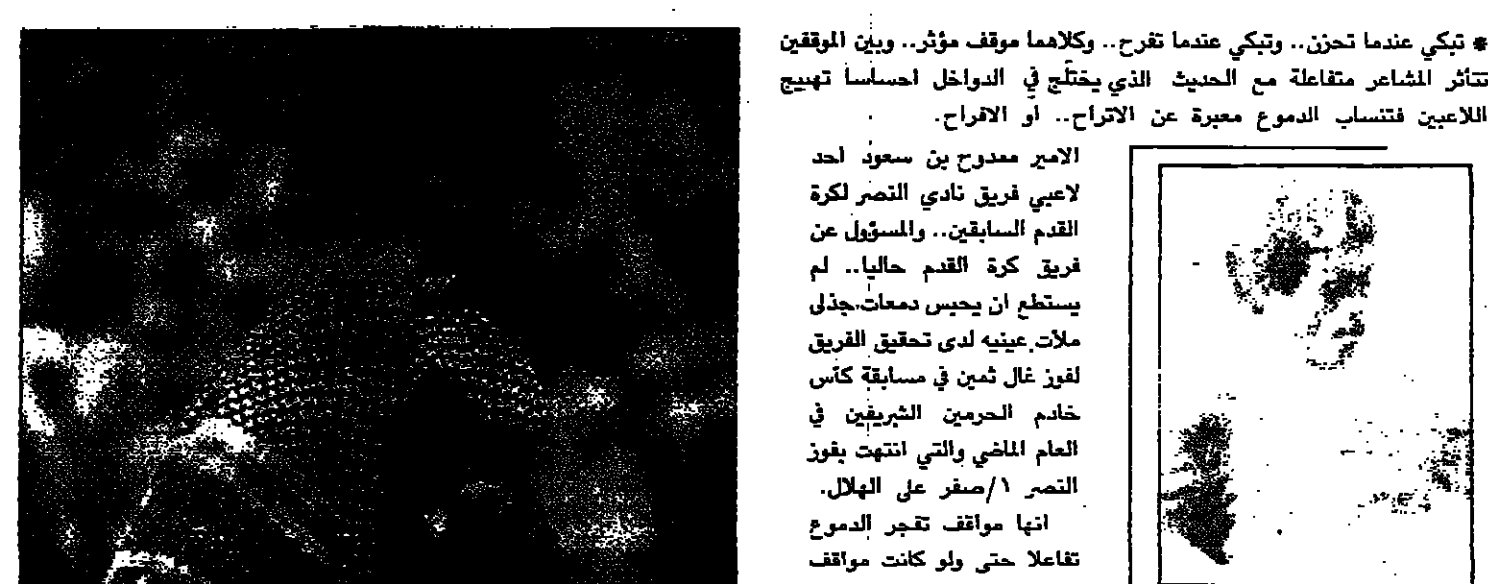 * تبكي عندما تحزن.. وتبكي عندما تفرح.. وكلاهما موقف مؤثر.. وبين الموقفين
تتأثر المشاعر متفاعلة مع الحديث الذي يختلج في الدواخل احساسا تهييج
اللاعبين فتنساب الدموع معبرة عن الاتراح.. أو الافراح.
الامير ممدوح بن سعود احد
لاعبي فريق نادي النصر لكرة
القدم السابقين.. والمسؤول عن
فريق كرة القدم حاليا.. لم
يستطع ان يحبس دمعات جذلى
ملات عينيه لدى تحقيق الفريق
لفوز غال ثمين في مسابقة كأس
خادم الحرمين الشريفين في
العام الماضي والتي انتهت بفوز
النصر ١/صفر على الهلال.
انها مواقف تفجر الدموع
تفاعلا حتى ولو كانت مواقف